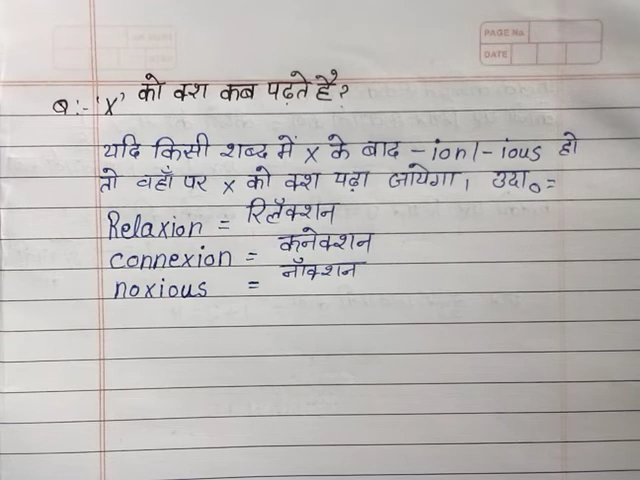 PAGE No.
DATE
Q:- 'X' को क्श कब पढ़ते है?
यदि किसी शब्द में x के बाद -ion/-ious हो
तो वहाँ पर x को क्श पढ़ा जायेगा। उदा०=
Relaxion = रिलॅक्शन
connexion = कनेक्शन
noxious = नॉक्शन